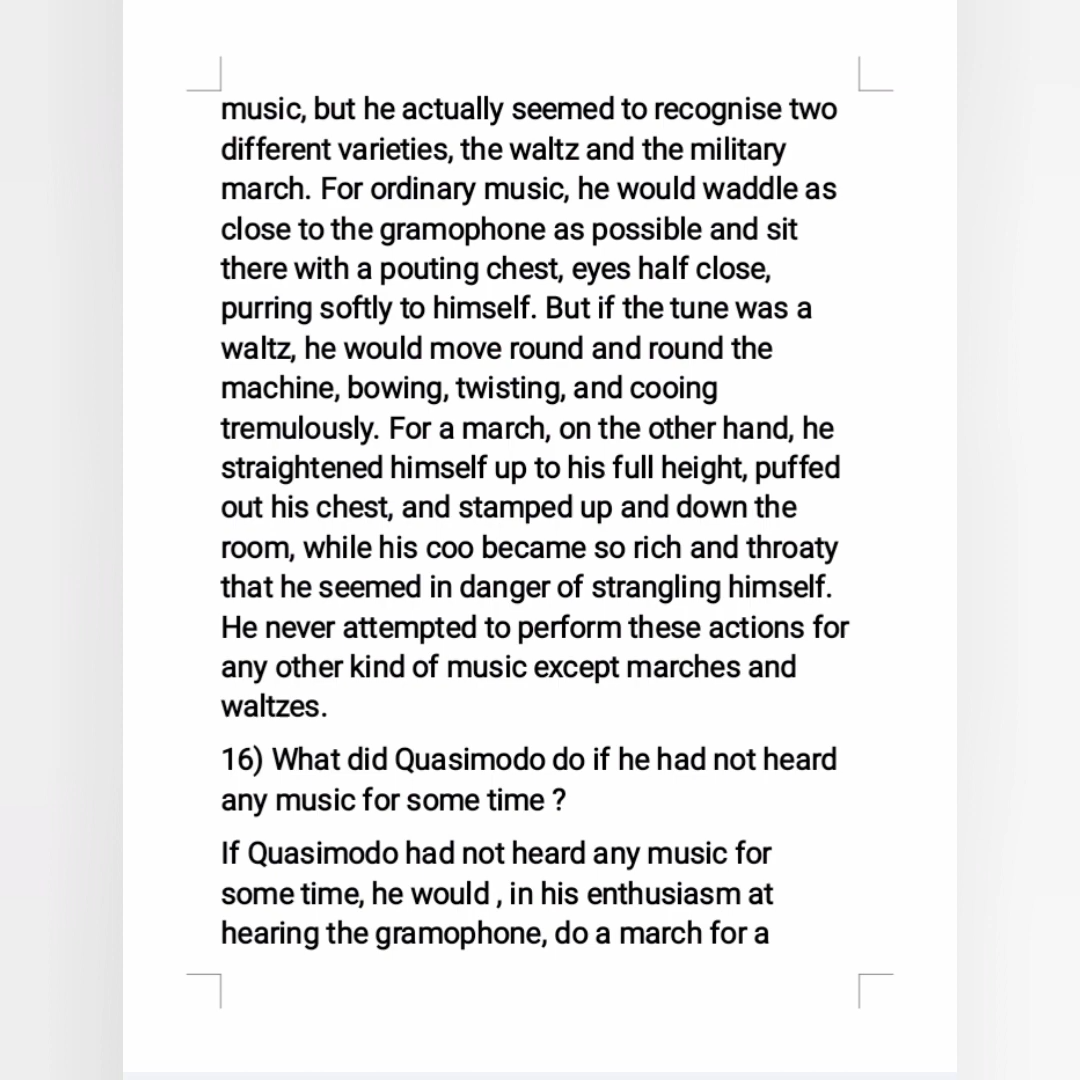 music, but he actually seemed to recognise two
different varieties, the waltz and the military
march. For ordinary music, he would waddle as
close to the gramophone as possible and sit
there with a pouting chest, eyes half close,
purring softly to himself. But if the tune was a
waltz, he would move round and round the
machine, bowing, twisting, and cooing
tremulously. For a march, on the other hand, he
straightened himself up to his full height, puffed
out his chest, and stamped up and down the
room, while his coo became so rich and throaty
that he seemed in danger of strangling himself.
He never attempted to perform these actions for
any other kind of music except marches and
waltzes.
16) What did Quasimodo do if he had not heard
any music for some time ?
If Quasimodo had not heard any music for
some time, he would , in his enthusiasm at
hearing the gramophone, do a march for a